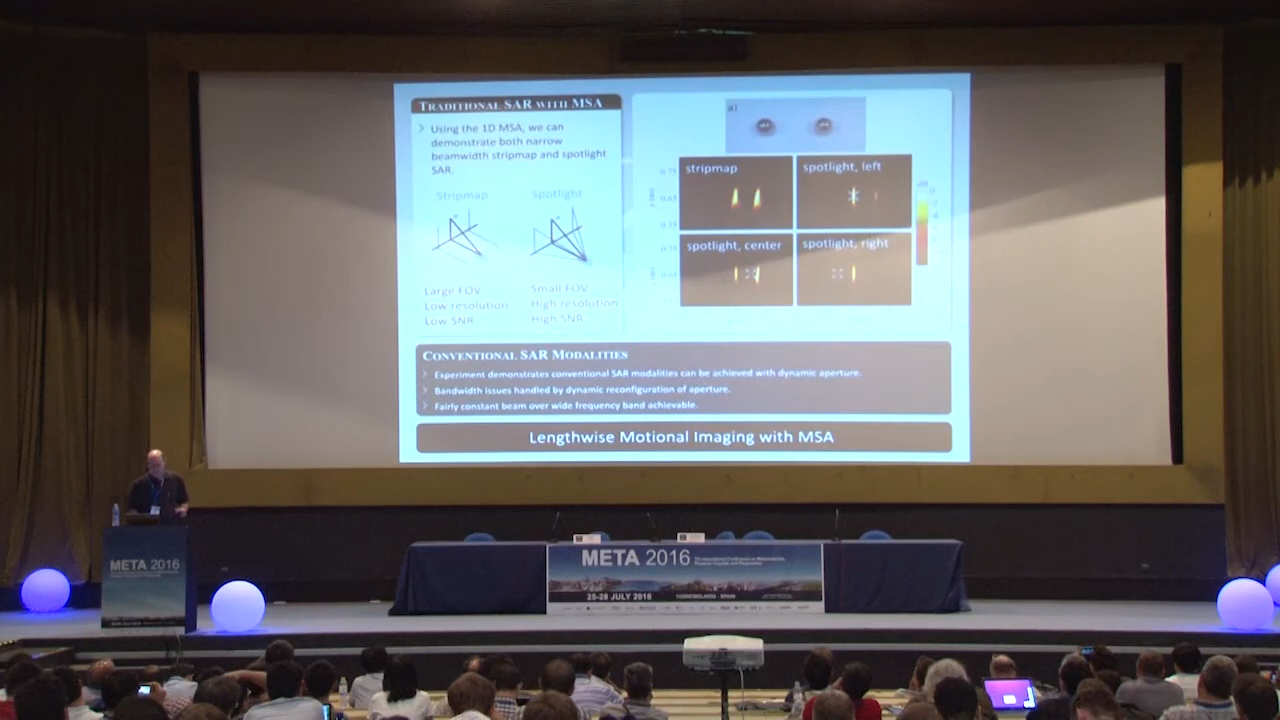 TRADITIONAL SAR WITH MSA
Using the 1D MSA, we can
demonstrate both narrow
beamwidth stripmap and spotlight
SAR.
Stripmap Spotlight
Large FOV
Low resolution
Low SNR
Small FOV
High resolution
High SNR
a)
stripmap
spotlight, left
spotlight, center
spotlight, right
CONVENTIONAL SAR MODALITIES
Experiment demonstrates conventional SAR modalities can be achieved with dynamic aperture.
Bandwidth issues handled by dynamic reconfiguration of aperture.
Fairly constant beam over wide frequency band achievable.
Lengthwise Motional Imaging with MSA
META 2016
META 2016
25-28 JULY 2016 TORREMOLINOS - SPAIN